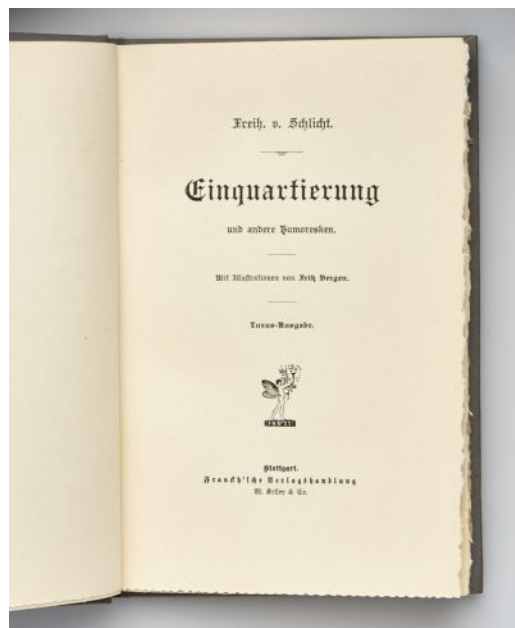 Freih. v. Schlicht.
Einquartierung
und andere Humoresken.
Mit Illustrationen von Fritz Bergen.
Luxus-Ausgabe.
Stuttgart.
Franckh'sche Verlagshandlung
W. Keller & Co.